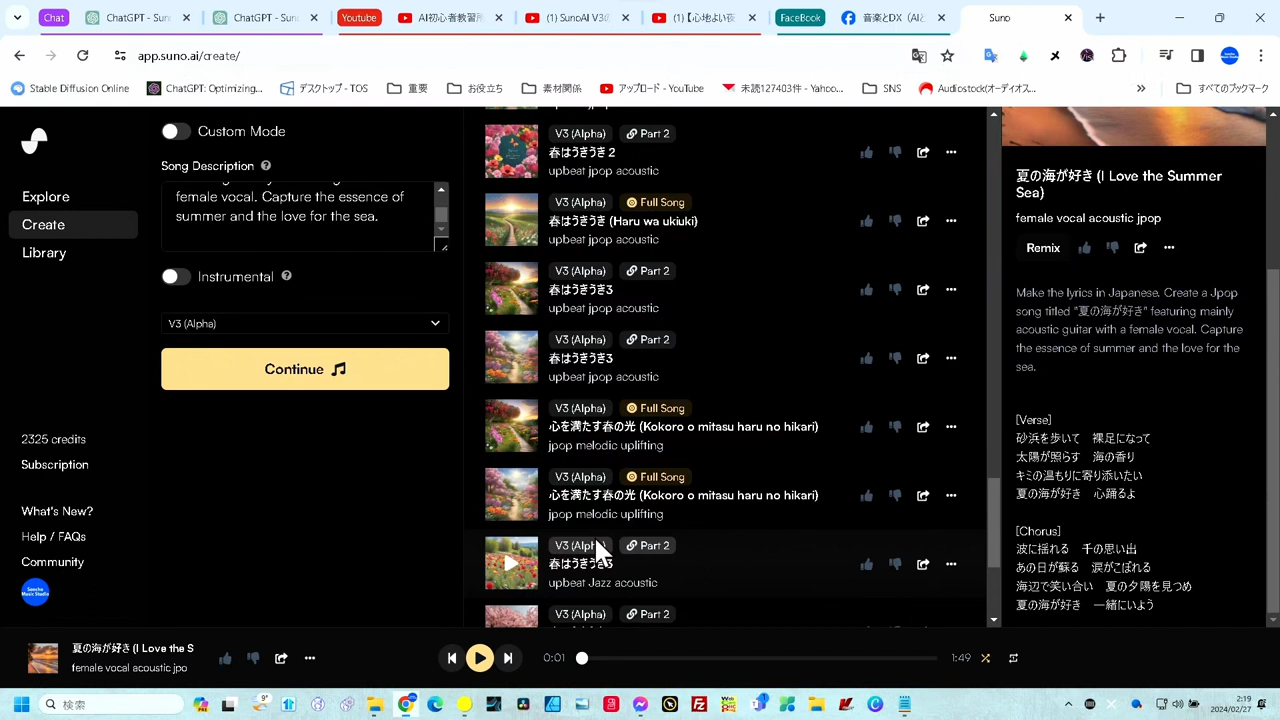 Chat
ChatGPT - Sun
ChatGPT - Sun
Youtube
AI初心者教習所
(1) SunoAI V3の
(1) 【心地よい春
FaceBook
音楽とDX（AIと
Suno
app.suno.ai/create/
Stable Diffusion Online
ChatGPT: Optimizing...
デスクトップ - TOS
重要
お役立ち
素材関係
アップロード - YouTube
未読127403件 - Yahoo...
SNS
Audiostock(オーディオス...
すべてのブックマーク
Explore
Create
Library
2325 credits
Subscription
What's New?
Help / FAQs
Community
Sancho
Music Studio
Custom Mode
Song Description
female vocal. Capture the essence of
summer and the love for the sea.
Instrumental
V3 (Alpha)
Continue
V3 (Alpha) Part 2
春はうきうき 2
upbeat jpop acoustic
V3 (Alpha) Full Song
春はうきうき (Haru wa ukiuki)
upbeat jpop acoustic
V3 (Alpha) Part 2
春はうきうき3
upbeat jpop acoustic
V3 (Alpha) Part 2
春はうきうき3
upbeat jpop acoustic
V3 (Alpha) Full Song
心を満たす春の光 (Kokoro o mitasu haru no hikari)
jpop melodic uplifting
V3 (Alpha) Full Song
心を満たす春の光 (Kokoro o mitasu haru no hikari)
jpop melodic uplifting
V3 (Alpha) Part 2
春はうきうき3
upbeat Jazz acoustic
V3 (Alpha) Part 2
夏の海が好き (I Love the Summer
Sea)
female vocal acoustic jpop
Remix
Make the lyrics in Japanese. Create a Jpop
song titled "夏の海が好き" featuring mainly
acoustic guitar with a female vocal. Capture
the essence of summer and the love for the
sea.
[Verse]
砂浜を歩いて　裸足になって
太陽が照らす　海の香り
キミの温もりに寄り添いたい
夏の海が好き　心踊るよ
[Chorus]
波に揺れる　千の思い出
あの日が蘇る　涙がこぼれる
海辺で笑い合い　夏の夕陽を見つめ
夏の海が好き　一緒にいよう
夏の海が好き (I Love the S
female vocal acoustic jpo
0:01
1:49
検索
9°
2:19
2024/02/27